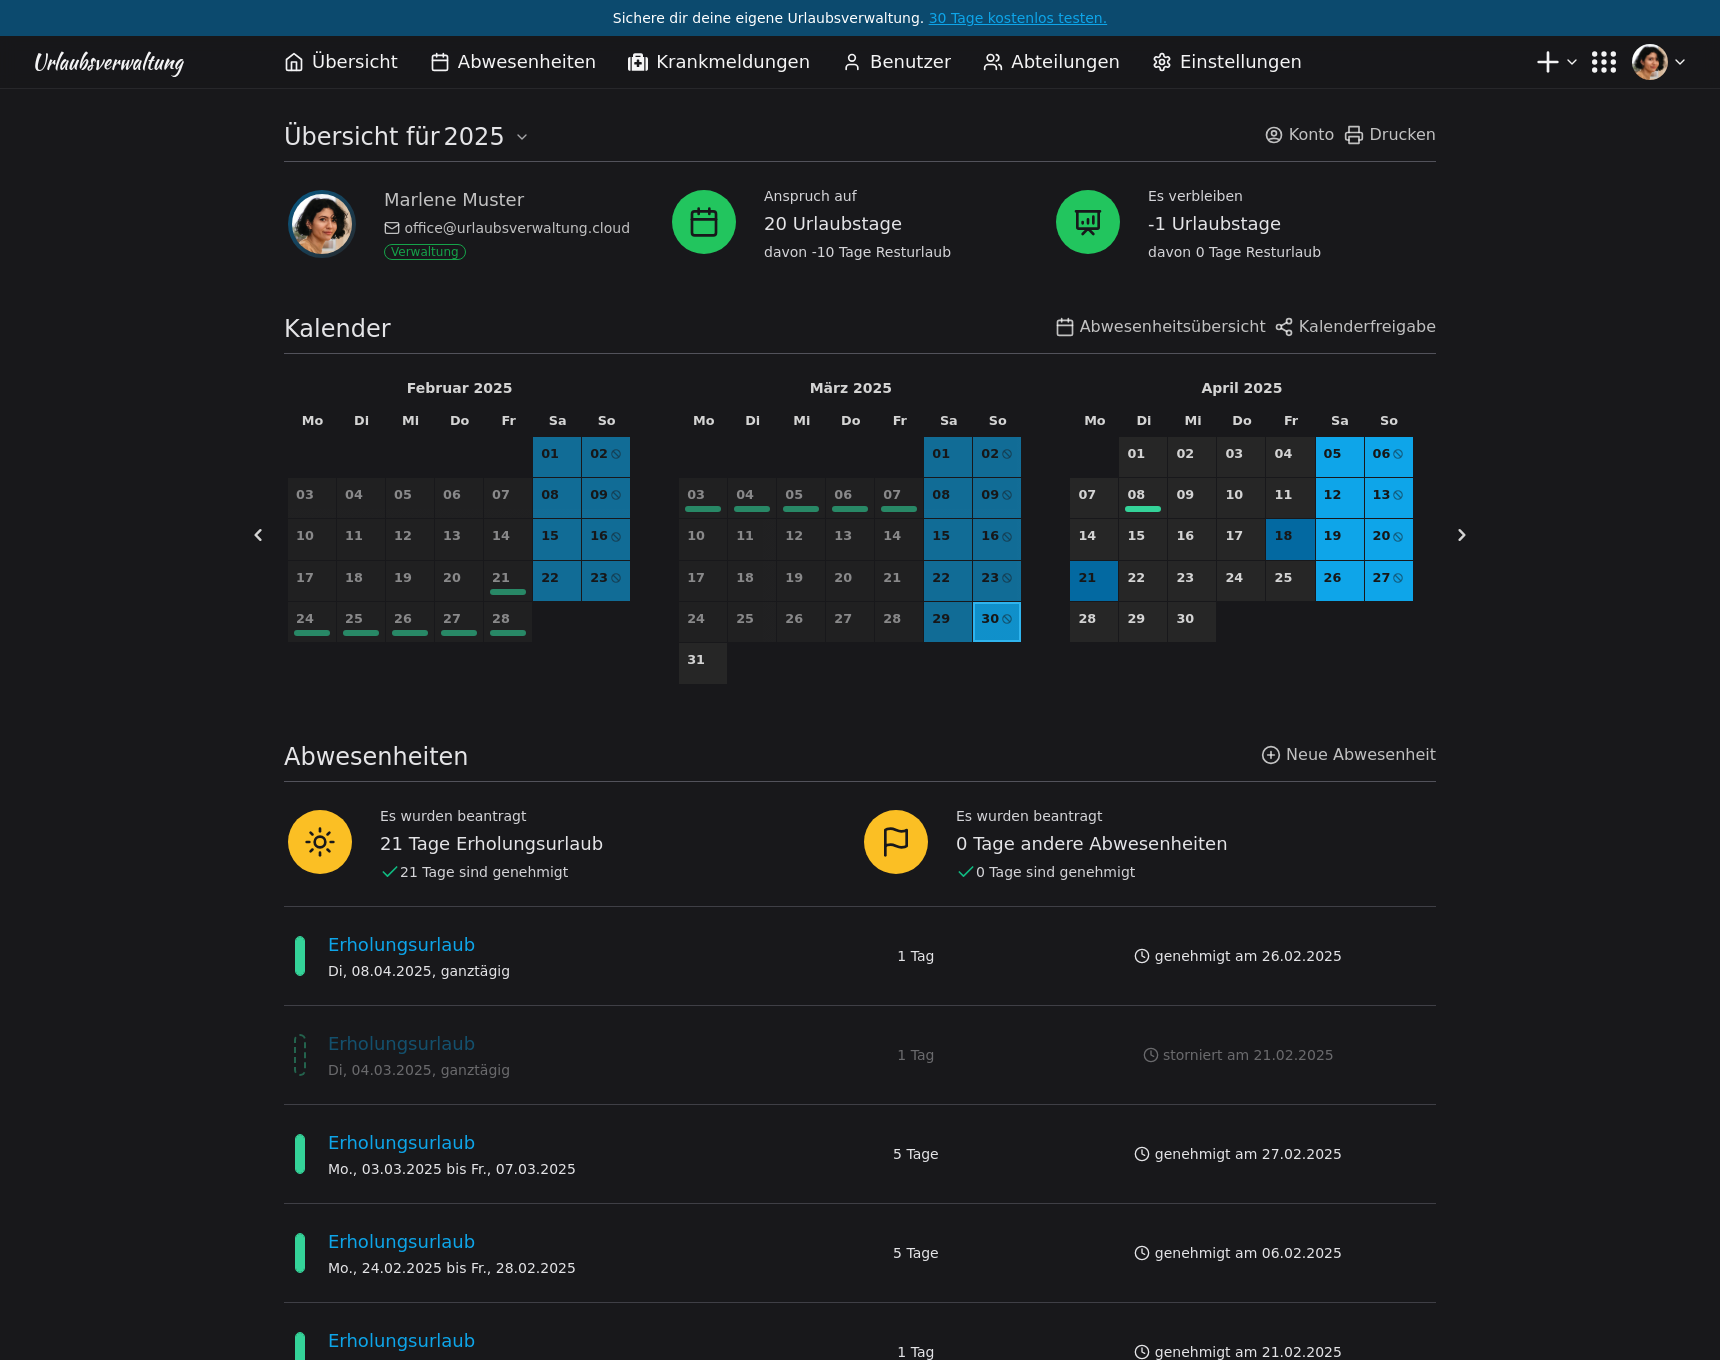 Sichere dir deine eigene Urlaubsverwaltung. 30 Tage kostenlos testen.
Urlaubsverwaltung Übersicht Abwesenheiten Krankmeldungen Benutzer Abteilungen Einstellungen
Übersicht für 2025 Konto Drucken
Marlene Muster
office@urlaubsverwaltung.cloud
Verwaltung
Anspruch auf
20 Urlaubstage
davon -10 Tage Resturlaub
Es verbleiben
-1 Urlaubstage
davon 0 Tage Resturlaub
Kalender Abwesenheitsübersicht Kalenderfreigabe
Februar 2025
Mo Di Mi Do Fr Sa So
01 02
03 04 05 06 07 08 09
10 11 12 13 14 15 16
17 18 19 20 21 22 23
24 25 26 27 28
März 2025
Mo Di Mi Do Fr Sa So
01 02
03 04 05 06 07 08 09
10 11 12 13 14 15 16
17 18 19 20 21 22 23
24 25 26 27 28 29 30
31
April 2025
Mo Di Mi Do Fr Sa So
01 02 03 04 05 06
07 08 09 10 11 12 13
14 15 16 17 18 19 20
21 22 23 24 25 26 27
28 29 30
Abwesenheiten Neue Abwesenheit
Es wurden beantragt
21 Tage Erholungsurlaub
21 Tage sind genehmigt
Es wurden beantragt
0 Tage andere Abwesenheiten
0 Tage sind genehmigt
Erholungsurlaub
Di, 08.04.2025, ganztägig
1 Tag
genehmigt am 26.02.2025
Erholungsurlaub
Di, 04.03.2025, ganztägig
1 Tag
storniert am 21.02.2025
Erholungsurlaub
Mo., 03.03.2025 bis Fr., 07.03.2025
5 Tage
genehmigt am 27.02.2025
Erholungsurlaub
Mo., 24.02.2025 bis Fr., 28.02.2025
5 Tage
genehmigt am 06.02.2025
Erholungsurlaub
1 Tag
genehmigt am 21.02.2025